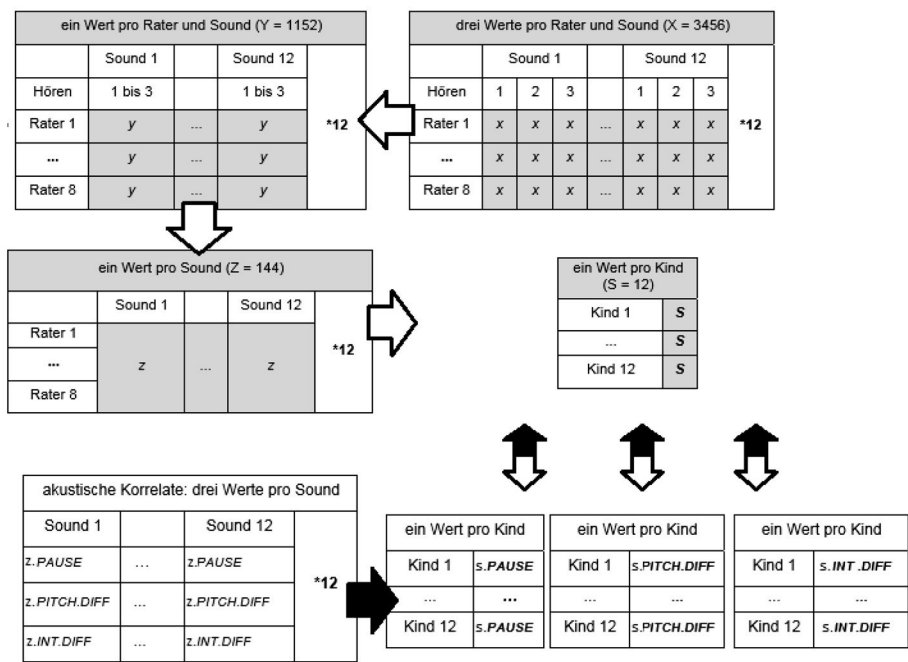 ein Wert pro Rater und Sound (Y = 1152)
Sound 1 Sound 12
Hören 1 bis 3 1 bis 3
Rater 1 y ... y *12
... y ... y
Rater 8 y ... y
drei Werte pro Rater und Sound (X = 3456)
Sound 1 Sound 12
Hören 1 2 3 1 2 3
Rater 1 x x x ... x x x *12
... x x x ... x x x
Rater 8 x x x ... x x x
ein Wert pro Sound (Z = 144)
Sound 1 Sound 12
Rater 1
... z ... z *12
Rater 8
ein Wert pro Kind
(S = 12)
Kind 1 S
... S
Kind 12 S
akustische Korrelate: drei Werte pro Sound
Sound 1 Sound 12
z.PAUSE ... z.PAUSE
z.PITCH.DIFF ... z.PITCH.DIFF *12
z.INT.DIFF ... z.INT.DIFF
ein Wert pro Kind
Kind 1 s.PAUSE
... ...
Kind 12 s.PAUSE
ein Wert pro Kind
Kind 1 s.PITCH.DIFF
... ...
Kind 12 s.PITCH.DIFF
ein Wert pro Kind
Kind 1 s.INT .DIFF
... ...
Kind 12 s.INT.DIFF